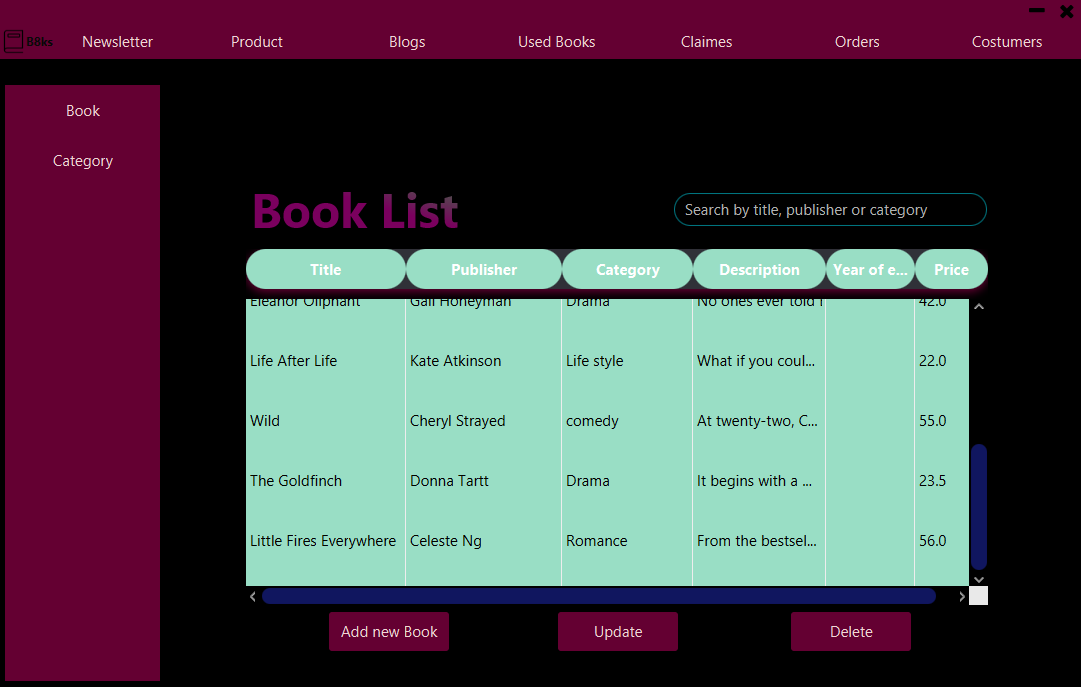 B8ks Newsletter Product Blogs Used Books Claimes Orders Costumers
Book
Category
Book List
Search by title, publisher or category
Title Publisher Category Description Year of e... Price
Eleanor Oliphant Gail Honeyman Drama No ones ever told 42.0
Life After Life Kate Atkinson Life style What if you coul... 22.0
Wild Cheryl Strayed comedy At twenty-two, C... 55.0
The Goldfinch Donna Tartt Drama It begins with a ... 23.5
Little Fires Everywhere Celeste Ng Romance From the bestsel... 56.0
Add new Book Update Delete